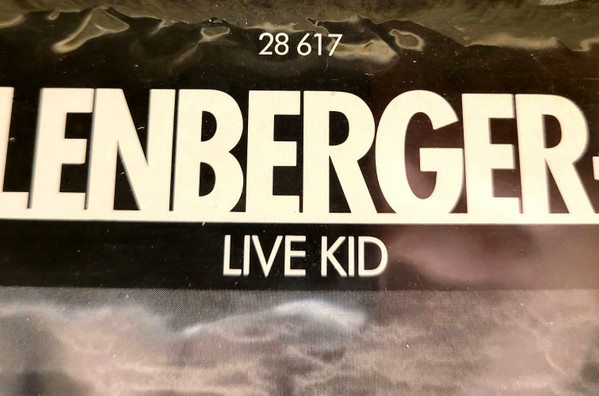 28 617
LENBERGER-
LIVE KID